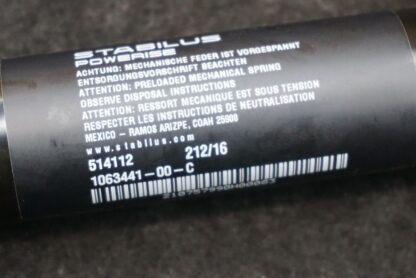 STABILUS
POWERISE
ACHTUNG: MECHANISCHE FEDER IST VORGESPANNT
ENTSORGUNGSVORSCHRIFT BEACHTEN
ATTENTION: PRELOADED MECHANICAL SPRING
OBSERVE DISPOSAL INSTRUCTIONS
ATTENTION: RESSORT MECANIQUE EST SOUS TENSION
RESPECTER LES INSTRUCTIONS DE NEUTRALISATION
MEXICO - RAMOS ARIZPE, COAH 25900
www.stabilus.com
514112 212/16
1063441-00-C